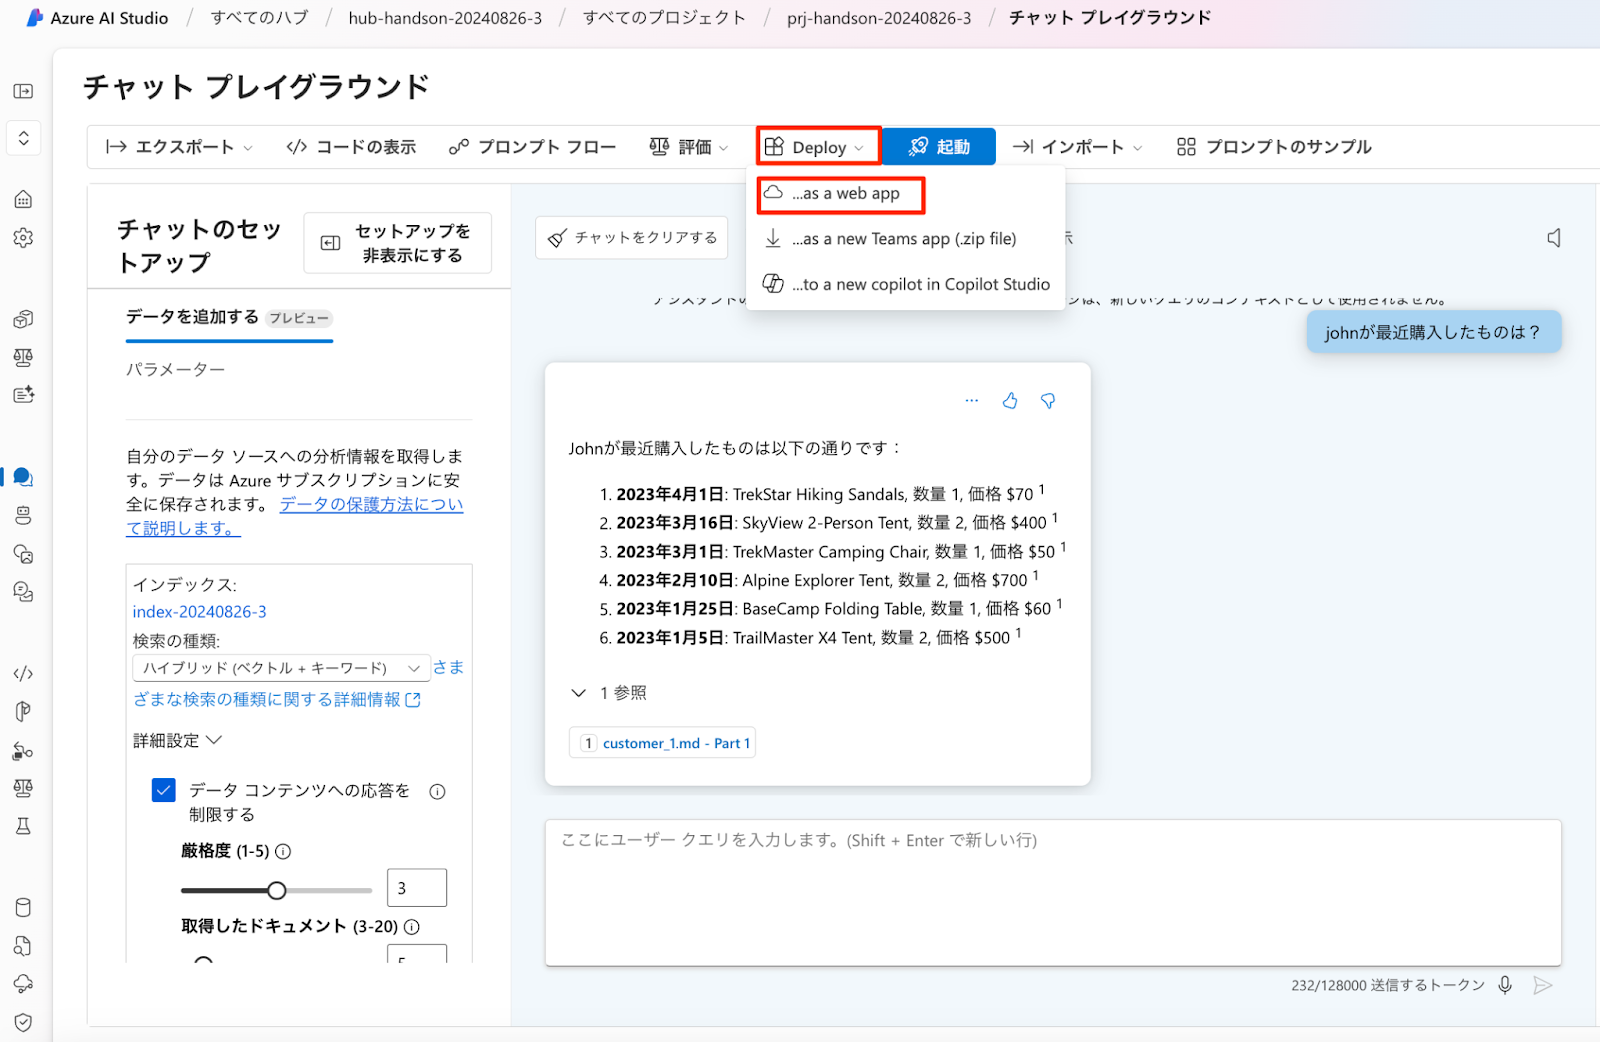 Azure AI Studio / すべてのハブ / hub-handson-20240826-3 / すべてのプロジェクト / prj-handson-20240826-3 / チャット プレイグラウンド
チャット プレイグラウンド
エクスポート
コードの表示
プロンプト フロー
評価
Deploy
起動
インポート
プロンプトのサンプル
...as a web app
...as a new Teams app (.zip file)
...to a new copilot in Copilot Studio
チャットのセッ
トアップ
セットアップを
非表示にする
データを追加する プレビュー
パラメーター
自分のデータ ソースへの分析情報を取得しま
す。データは Azure サブスクリプションに安
全に保存されます。 データの保護方法につい
て説明します。
インデックス:
index-20240826-3
検索の種類:
ハイブリッド (ベクトル + キーワード) さま
ざまな検索の種類に関する詳細情報
詳細設定
データ コンテンツへの応答を
制限する
厳格度 (1-5)
3
取得したドキュメント (3-20)
5
チャットをクリアする
示
は、新しいクエリのコンテキストとして使用されません。
johnが最近購入したものは？
Johnが最近購入したものは以下の通りです：
1. 2023年4月1日: TrekStar Hiking Sandals, 数量 1, 価格 $70 1
2. 2023年3月16日: SkyView 2-Person Tent, 数量 2, 価格 $400 1
3. 2023年3月1日: TrekMaster Camping Chair, 数量 1, 価格 $50 1
4. 2023年2月10日: Alpine Explorer Tent, 数量 2, 価格 $700 1
5. 2023年1月25日: BaseCamp Folding Table, 数量 1, 価格 $60 1
6. 2023年1月5日: TrailMaster X4 Tent, 数量 2, 価格 $500 1
1 参照
1 customer_1.md - Part 1
ここにユーザー クエリを入力します。(Shift + Enter で新しい行)
232/128000 送信するトークン